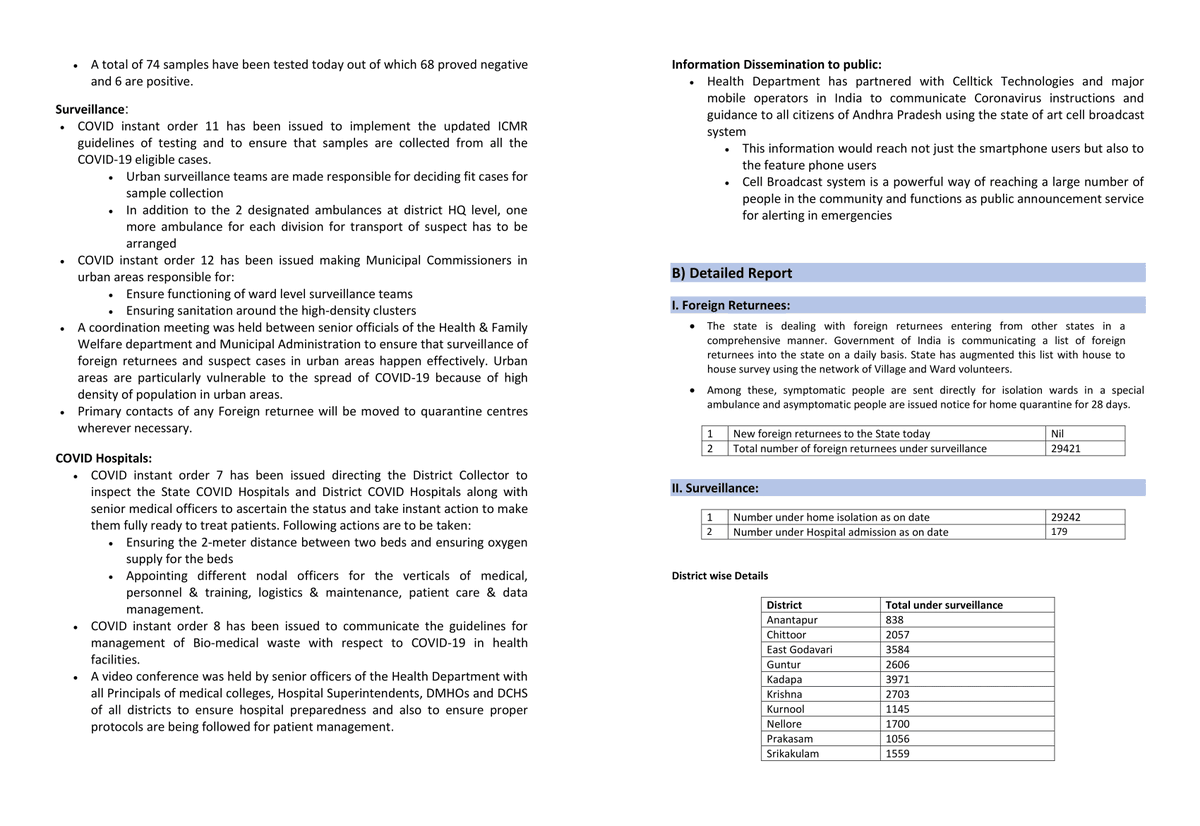 • A total of 74 samples have been tested today out of which 68 proved negative
and 6 are positive.
Surveillance:
• COVID instant order 11 has been issued to implement the updated ICMR
guidelines of testing and to ensure that samples are collected from all the
COVID-19 eligible cases.
• Urban surveillance teams are made responsible for deciding fit cases for
sample collection
• In addition to the 2 designated ambulances at district HQ level, one
more ambulance for each division for transport of suspect has to be
arranged
• COVID instant order 12 has been issued making Municipal Commissioners in
urban areas responsible for:
• Ensure functioning of ward level surveillance teams
• Ensuring sanitation around the high-density clusters
• A coordination meeting was held between senior officials of the Health & Family
Welfare department and Municipal Administration to ensure that surveillance of
foreign returnees and suspect cases in urban areas happen effectively. Urban
areas are particularly vulnerable to the spread of COVID-19 because of high
density of population in urban areas.
• Primary contacts of any Foreign returnee will be moved to quarantine centres
wherever necessary.
COVID Hospitals:
• COVID instant order 7 has been issued directing the District Collector to
inspect the State COVID Hospitals and District COVID Hospitals along with
senior medical officers to ascertain the status and take instant action to make
them fully ready to treat patients. Following actions are to be taken:
• Ensuring the 2-meter distance between two beds and ensuring oxygen
supply for the beds
• Appointing different nodal officers for the verticals of medical,
personnel & training, logistics & maintenance, patient care & data
management.
• COVID instant order 8 has been issued to communicate the guidelines for
management of Bio-medical waste with respect to COVID-19 in health
facilities.
• A video conference was held by senior officers of the Health Department with
all Principals of medical colleges, Hospital Superintendents, DMHOs and DCHS
of all districts to ensure hospital preparedness and also to ensure proper
protocols are being followed for patient management.
Information Dissemination to public:
• Health Department has partnered with Celltick Technologies and major
mobile operators in India to communicate Coronavirus instructions and
guidance to all citizens of Andhra Pradesh using the state of art cell broadcast
system
• This information would reach not just the smartphone users but also to
the feature phone users
• Cell Broadcast system is a powerful way of reaching a large number of
people in the community and functions as public announcement service
for alerting in emergencies
B) Detailed Report
I. Foreign Returnees:
• The state is dealing with foreign returnees entering from other states in a
comprehensive manner. Government of India is communicating a list of foreign
returnees into the state on a daily basis. State has augmented this list with house to
house survey using the network of Village and Ward volunteers.
• Among these, symptomatic people are sent directly for isolation wards in a special
ambulance and asymptomatic people are issued notice for home quarantine for 28 days.
1 New foreign returnees to the State today Nil
2 Total number of foreign returnees under surveillance 29421
II. Surveillance:
1 Number under home isolation as on date 29242
2 Number under Hospital admission as on date 179
District wise Details
District Total under surveillance
Anantapur 838
Chittoor 2057
East Godavari 3584
Guntur 2606
Kadapa 3971
Krishna 2703
Kurnool 1145
Nellore 1700
Prakasam 1056
Srikakulam 1559